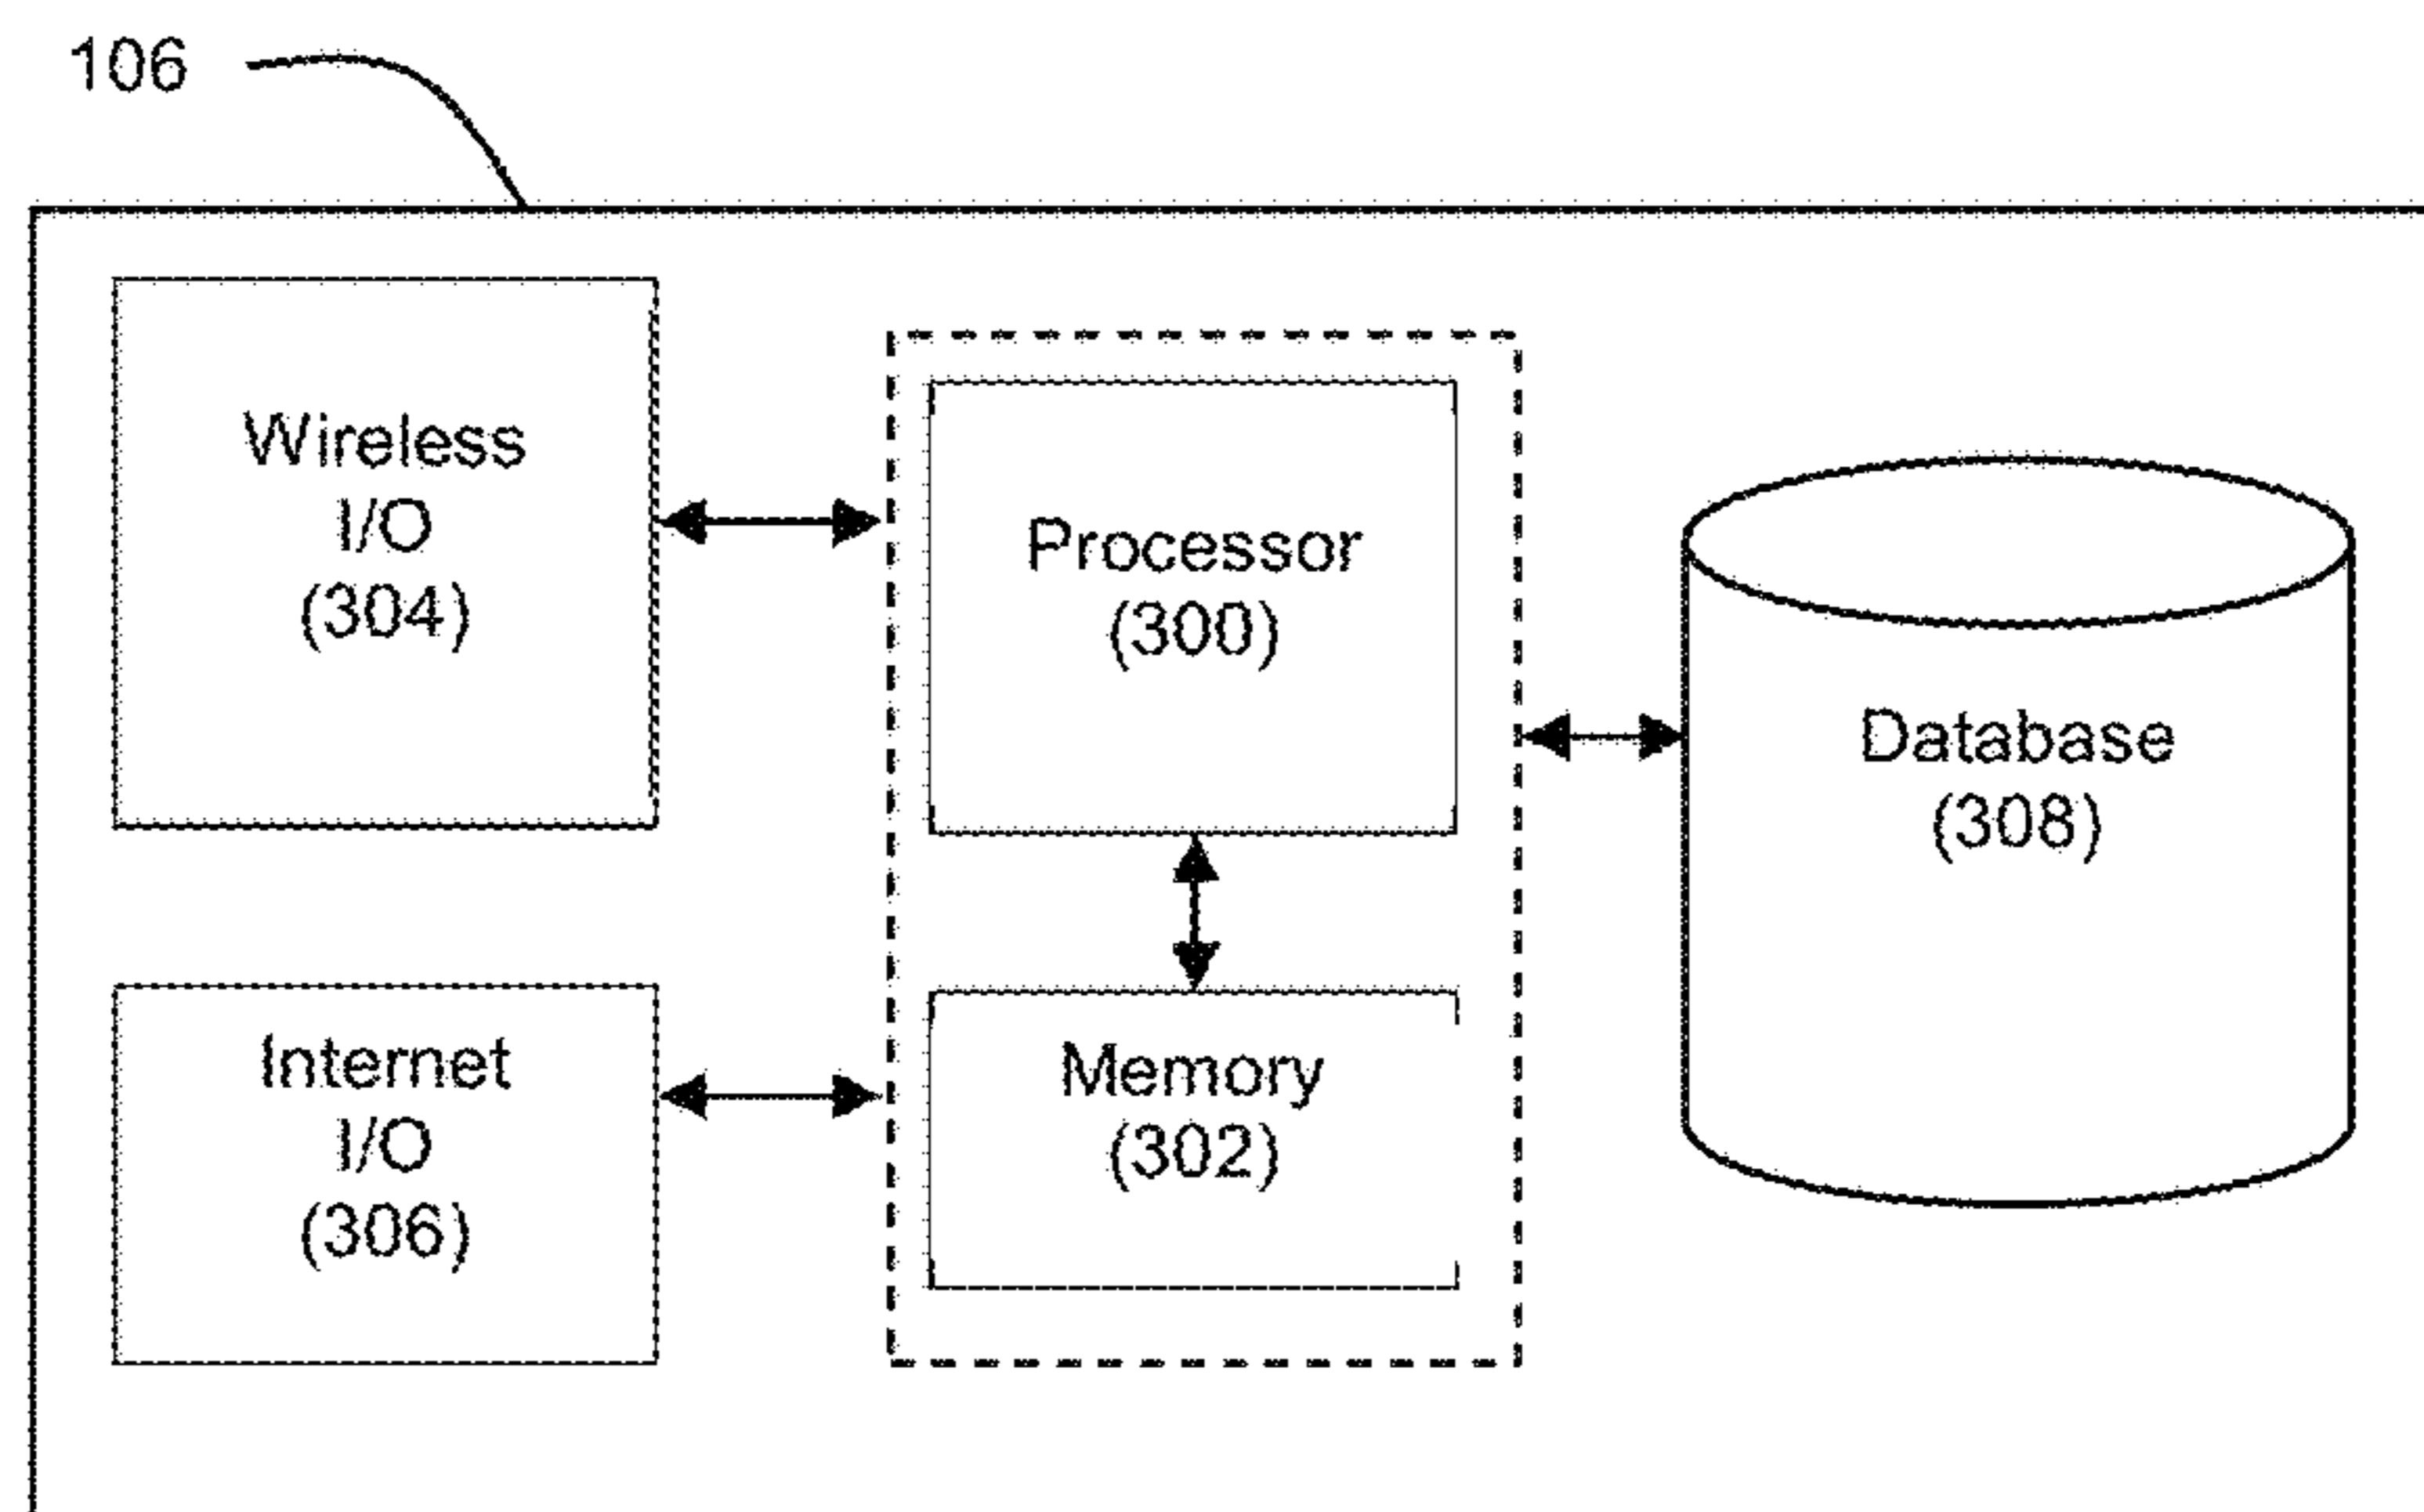 106
Wireless
I/O
(304)
Processor
(300)
Database
(308)
Internet
I/O
(306)
Memory
(302)